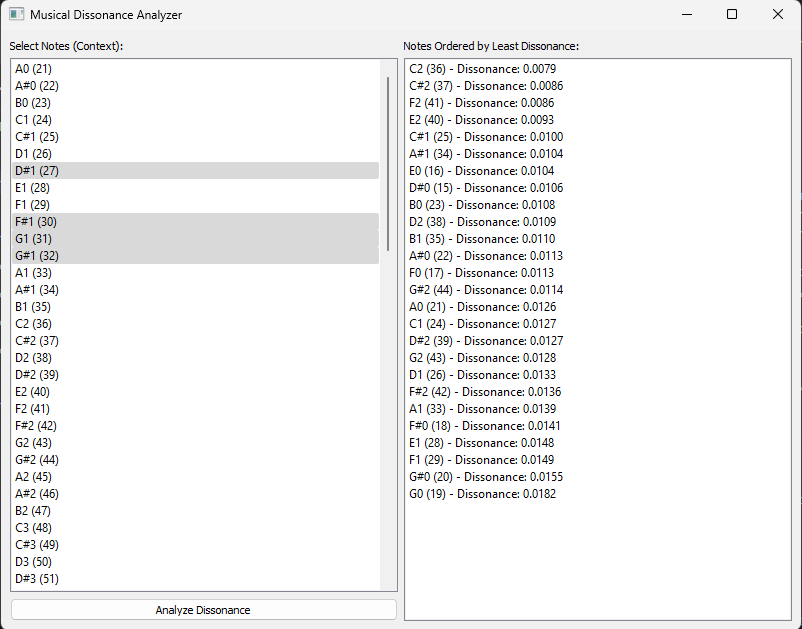 Musical Dissonance Analyzer
Select Notes (Context):
A0 (21)
A#0 (22)
B0 (23)
C1 (24)
C#1 (25)
D1 (26)
D#1 (27)
E1 (28)
F1 (29)
F#1 (30)
G1 (31)
G#1 (32)
A1 (33)
A#1 (34)
B1 (35)
C2 (36)
C#2 (37)
D2 (38)
D#2 (39)
E2 (40)
F2 (41)
F#2 (42)
G2 (43)
G#2 (44)
A2 (45)
A#2 (46)
B2 (47)
C3 (48)
C#3 (49)
D3 (50)
D#3 (51)
Analyze Dissonance
Notes Ordered by Least Dissonance:
C2 (36) - Dissonance: 0.0079
C#2 (37) - Dissonance: 0.0086
F2 (41) - Dissonance: 0.0086
E2 (40) - Dissonance: 0.0093
C#1 (25) - Dissonance: 0.0100
A#1 (34) - Dissonance: 0.0104
E0 (16) - Dissonance: 0.0104
D#0 (15) - Dissonance: 0.0106
B0 (23) - Dissonance: 0.0108
D2 (38) - Dissonance: 0.0109
B1 (35) - Dissonance: 0.0110
A#0 (22) - Dissonance: 0.0113
F0 (17) - Dissonance: 0.0113
G#2 (44) - Dissonance: 0.0114
A0 (21) - Dissonance: 0.0126
C1 (24) - Dissonance: 0.0127
D#2 (39) - Dissonance: 0.0127
G2 (43) - Dissonance: 0.0128
D1 (26) - Dissonance: 0.0133
F#2 (42) - Dissonance: 0.0136
A1 (33) - Dissonance: 0.0139
F#0 (18) - Dissonance: 0.0141
E1 (28) - Dissonance: 0.0148
F1 (29) - Dissonance: 0.0149
G#0 (20) - Dissonance: 0.0155
G0 (19) - Dissonance: 0.0182